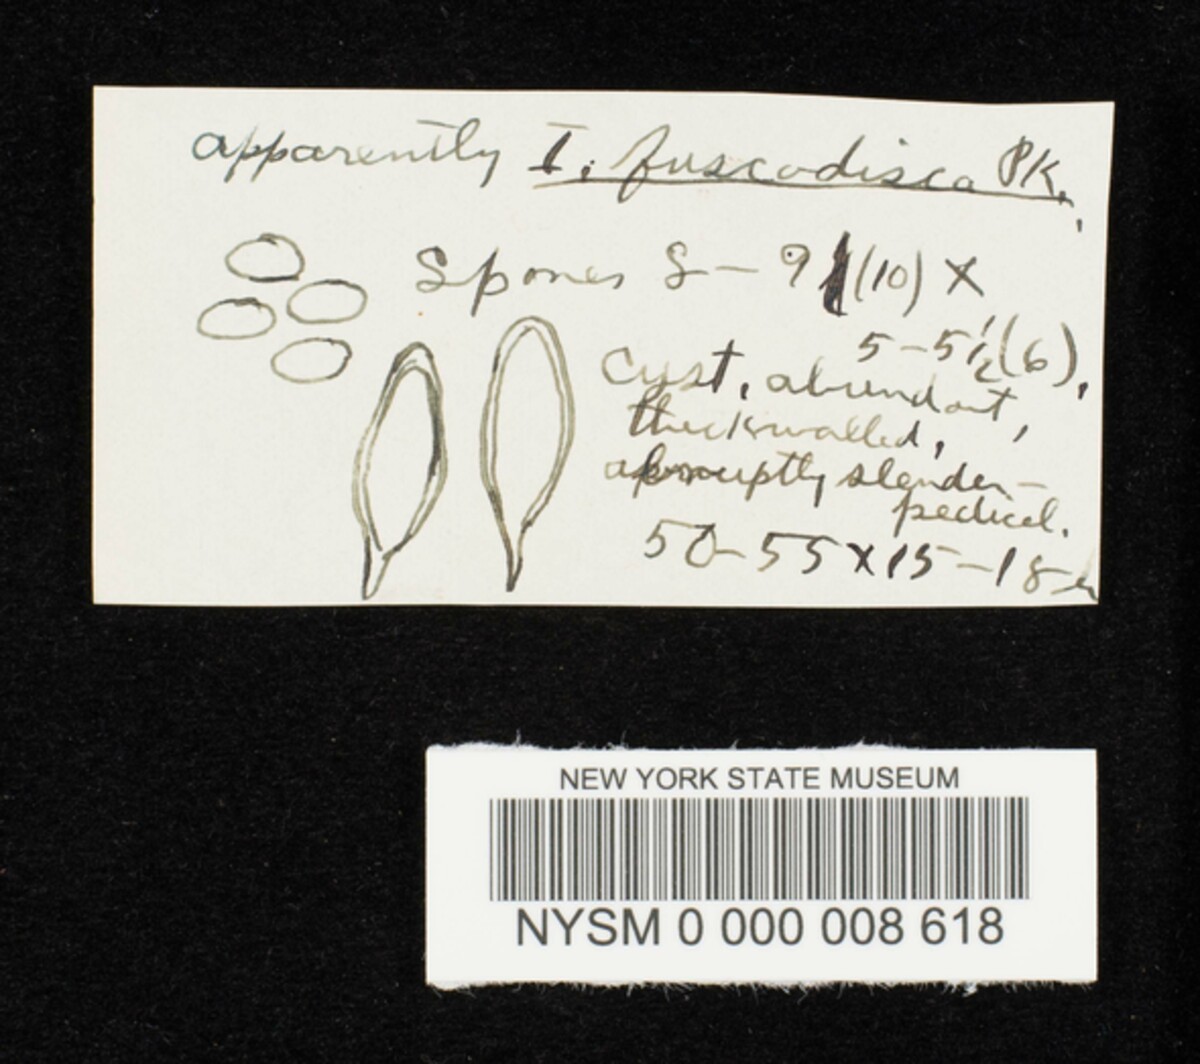 apparently I. fuscodisca PK.
Spores 8-9 (10) ×
5-5½(6),
Cyst. abundant,
thickwalled,
abruptly slender-
pedicel.
50-55×15-18 µ
NEW YORK STATE MUSEUM
NYSM 0 000 008 618